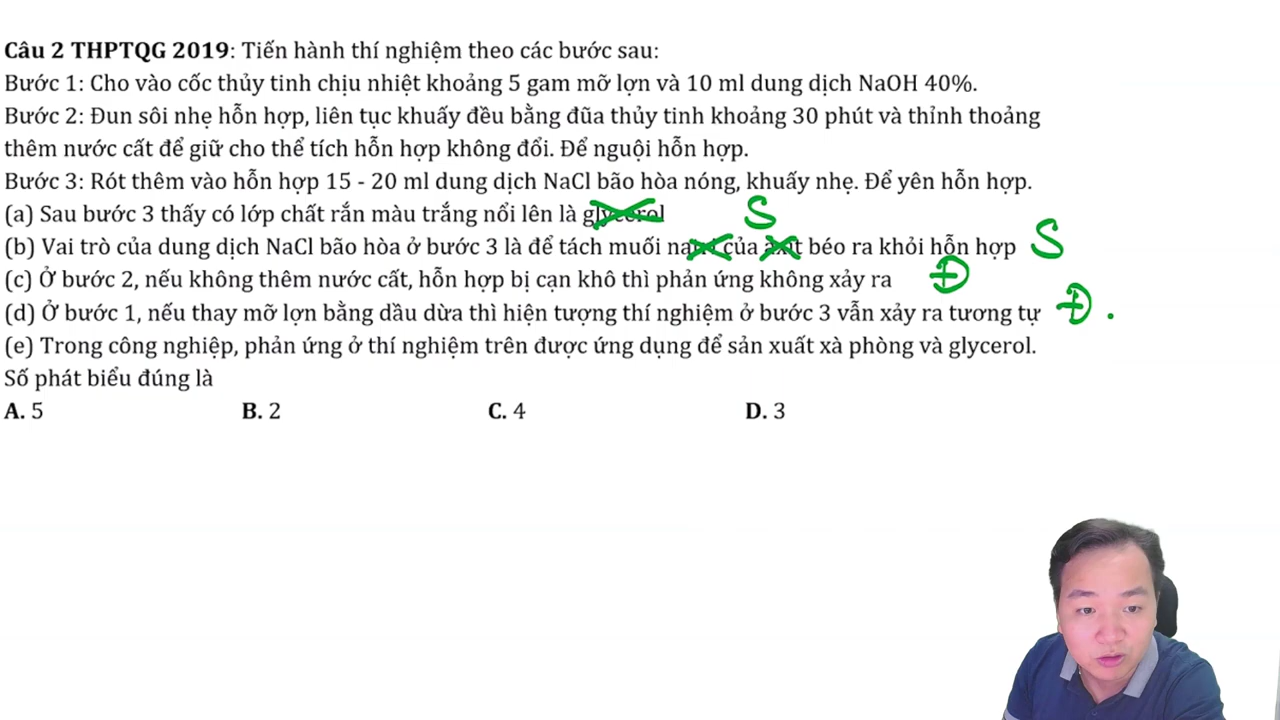 Câu 2 THPTQG 2019: Tiến hành thí nghiệm theo các bước sau:
Bước 1: Cho vào cốc thủy tinh chịu nhiệt khoảng 5 gam mỡ lợn và 10 ml dung dịch NaOH 40%.
Bước 2: Đun sôi nhẹ hỗn hợp, liên tục khuấy đều bằng đũa thủy tinh khoảng 30 phút và thỉnh thoảng
thêm nước cất để giữ cho thể tích hỗn hợp không đổi. Để nguội hỗn hợp.
Bước 3: Rót thêm vào hỗn hợp 15 - 20 ml dung dịch NaCl bão hòa nóng, khuấy nhẹ. Để yên hỗn hợp.
(a) Sau bước 3 thấy có lớp chất rắn màu trắng nổi lên là glycerol S
(b) Vai trò của dung dịch NaCl bão hòa ở bước 3 là để tách muối natri của axit béo ra khỏi hỗn hợp S
(c) Ở bước 2, nếu không thêm nước cất, hỗn hợp bị cạn khô thì phản ứng không xảy ra Đ
(d) Ở bước 1, nếu thay mỡ lợn bằng dầu dừa thì hiện tượng thí nghiệm ở bước 3 vẫn xảy ra tương tự Đ .
(e) Trong công nghiệp, phản ứng ở thí nghiệm trên được ứng dụng để sản xuất xà phòng và glycerol.
Số phát biểu đúng là
A. 5 B. 2 C. 4 D. 3